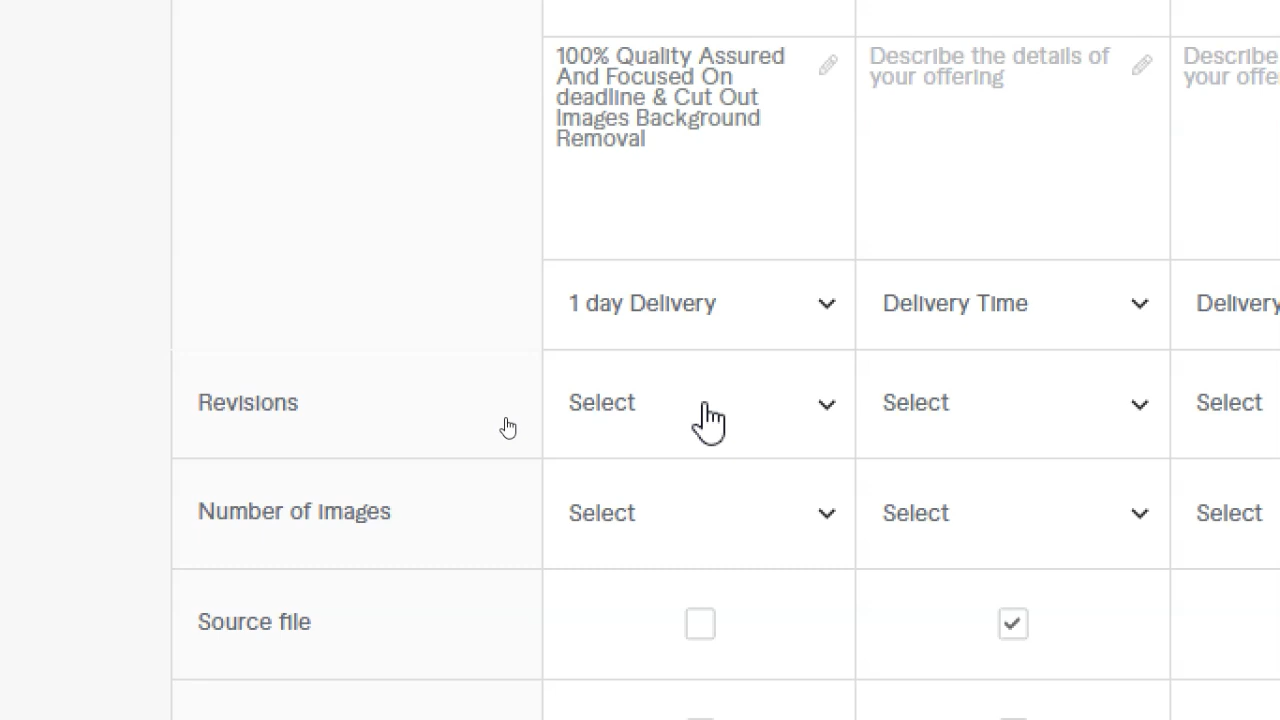 100% Quality Assured
And Focused On
deadline & Cut Out
Images Background
Removal
Describe the details of
your offering
Describe
your offe
1 day Delivery
Delivery Time
Delivery
Revisions
Select
Select
Select
Number of Images
Select
Select
Select
Source file